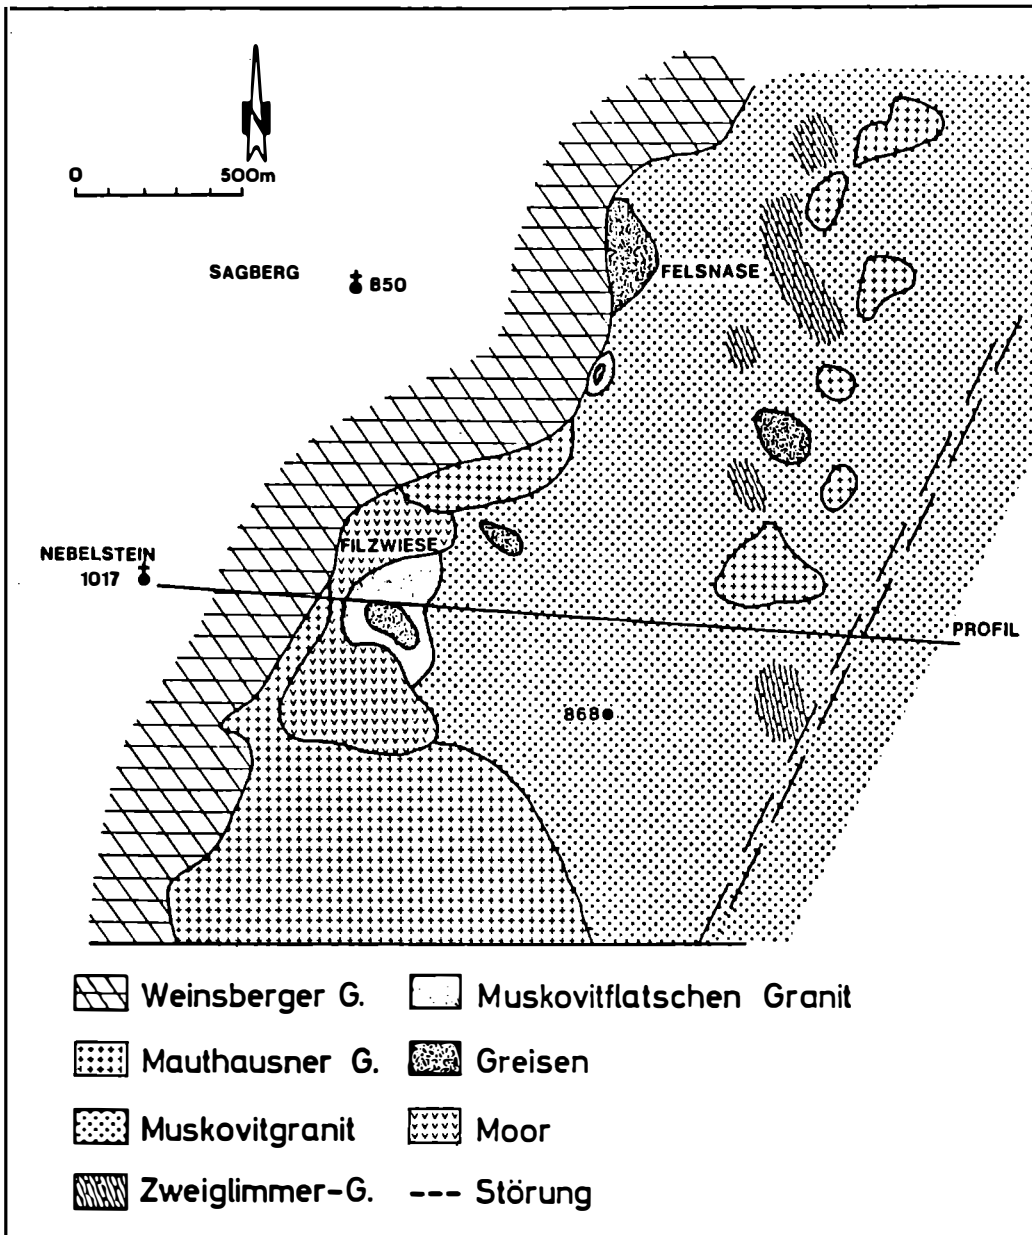 0 500m
SAGBERG 850
FELSNASE
FILZWIESE
NEBELSTEIN
1017
PROFIL
868
Weinsberger G.
Muskovitflatschen Granit
Mauthausner G.
Greisen
Muskovitgranit
Moor
Zweiglimmer-G.
Störung